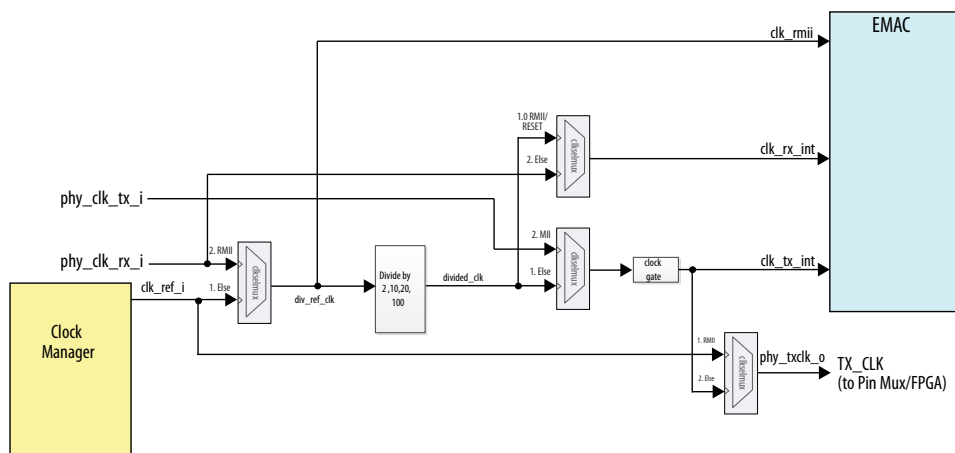 EMAC
clk_rmii
1.0 RMII/
RESET
clkselmux
clk_rx_int
2. Else
phy_clk_tx_i
2. RMII
clkselmux
2. MII
clkselmux
clk_tx_int
phy_clk_rx_i
Divide by
2 ,10,20,
100
divided_clk
1. Else
clock
gate
clk_ref_i
1. Else
div_ref_clk
Clock
Manager
1. RMII
clkselmux
phy_txclk_o
TX_CLK
(to Pin Mux/FPGA)
2. Else